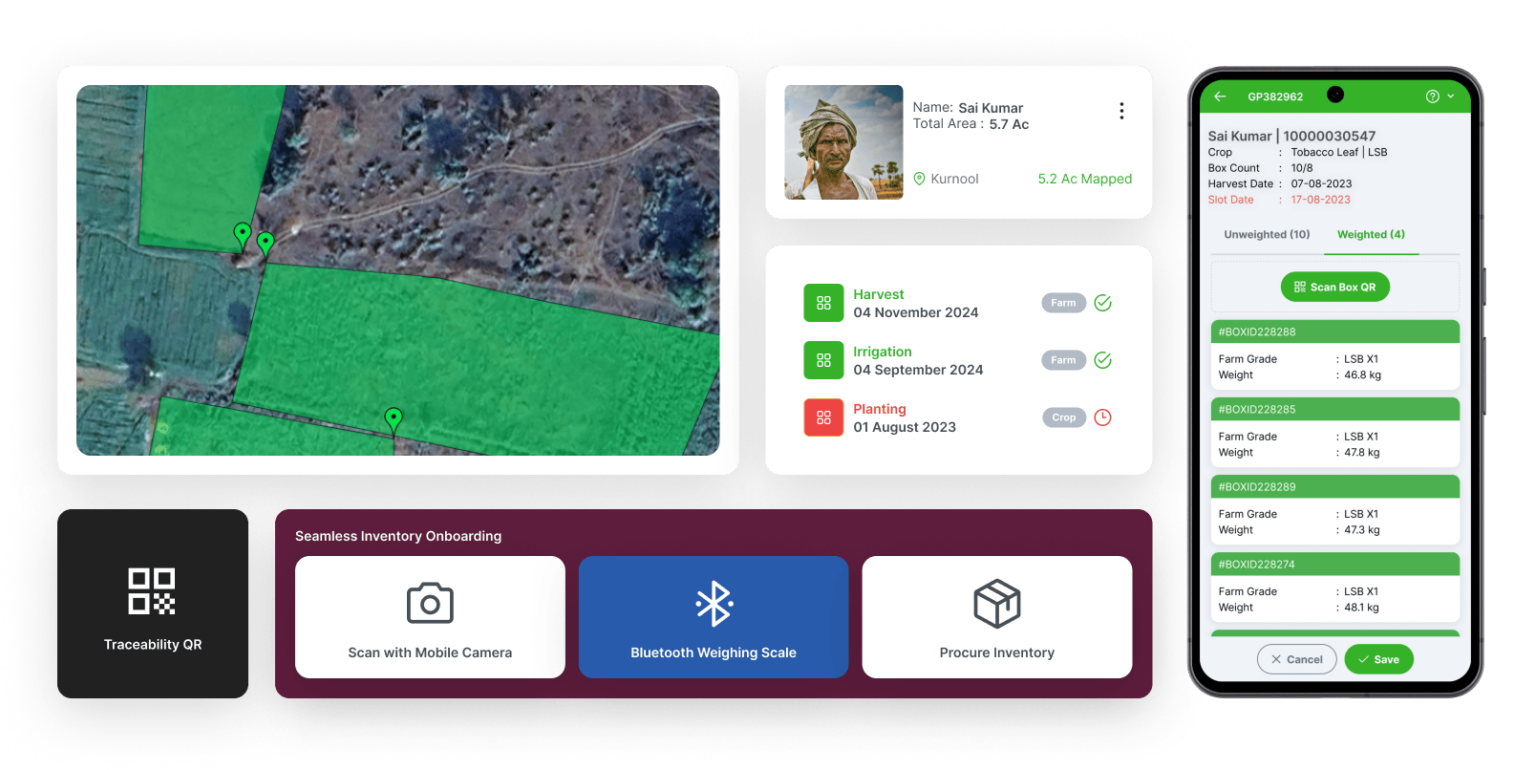 Name: Sai Kumar
Total Area : 5.7 Ac
Kurnool
5.2 Ac Mapped
Harvest
04 November 2024
Farm
Irrigation
04 September 2024
Farm
Planting
01 August 2023
Crop
Traceability QR
Seamless Inventory Onboarding
Scan with Mobile Camera
Bluetooth Weighing Scale
Procure Inventory
GP382962
Sai Kumar | 10000030547
Crop : Tobacco Leaf | LSB
Box Count : 10/8
Harvest Date : 07-08-2023
Slot Date : 17-08-2023
Unweighted (10) Weighted (4)
Scan Box QR
#BOXID228288
Farm Grade : LSB X1
Weight : 46.8 kg
#BOXID228285
Farm Grade : LSB X1
Weight : 47.8 kg
#BOXID228289
Farm Grade : LSB X1
Weight : 47.3 kg
#BOXID228274
Farm Grade : LSB X1
Weight : 48.1 kg
Cancel
Save